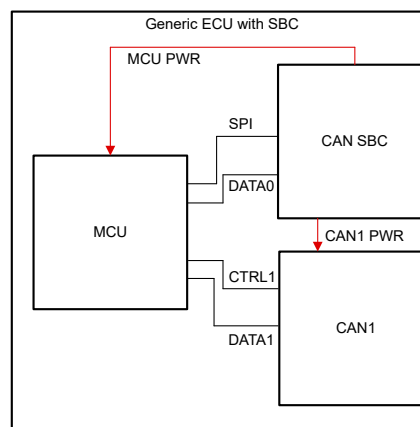 Generic ECU with SBC
MCU PWR
SPI
CAN SBC
DATA0
MCU
CAN1 PWR
CTRL1
CAN1
DATA1